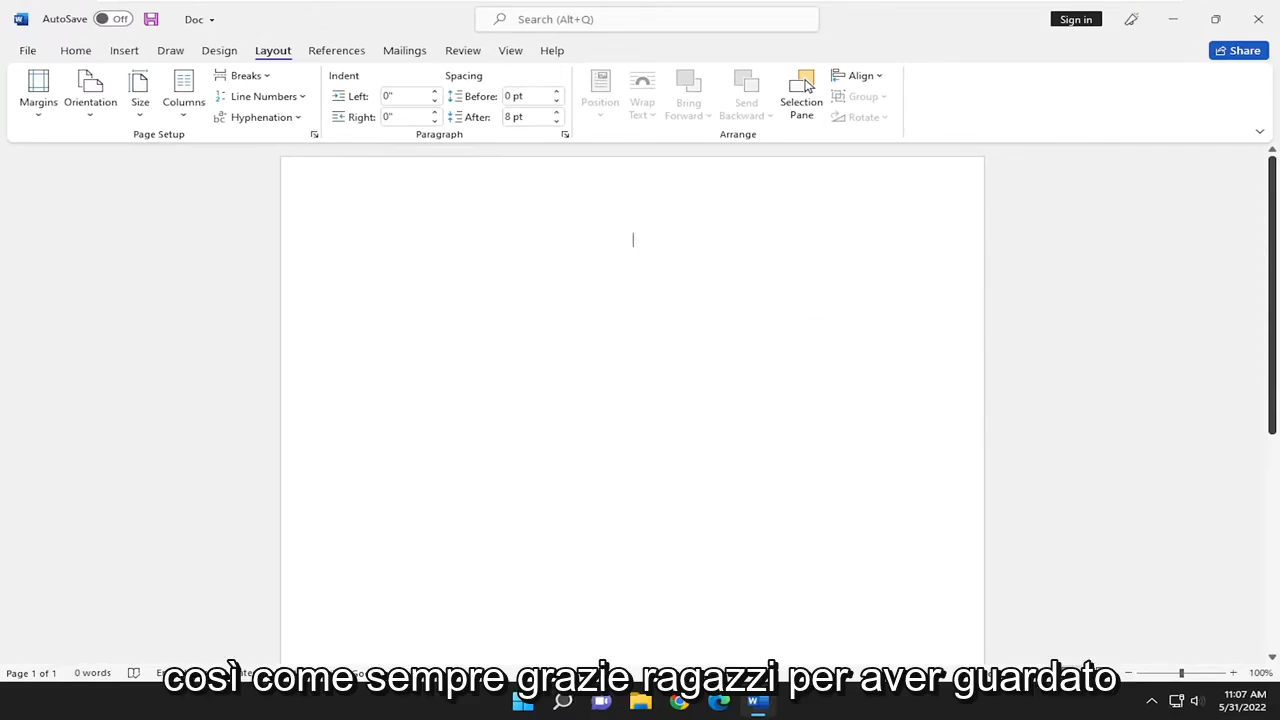 AutoSave Off Doc Search (Alt+Q) Sign in
File Home Insert Draw Design Layout References Mailings Review View Help Share
Margins Orientation Size Columns Breaks Line Numbers Hyphenation
Page Setup
Indent Spacing
Left: 0" Before: 0 pt
Right: 0" After: 8 pt
Paragraph
Position Wrap Text Bring Forward Send Backward Selection Pane Align Group Rotate
Arrange
Page 1 of 1 0 words 100%
così come sempre grazie ragazzi per aver guardato
11:07 AM
5/31/2022